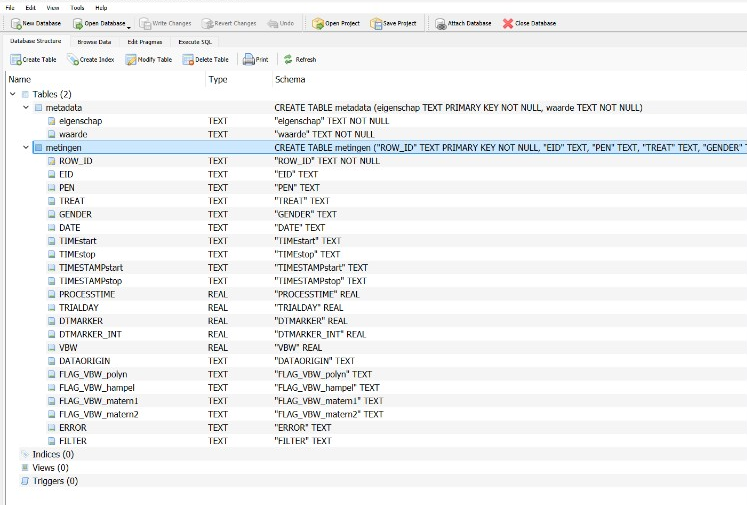 File Edit View Tools Help
New Database Open Database Write Changes Revert Changes Undo Open Project Save Project Attach Database Close Database
Database Structure Browse Data Edit Pragmas Execute SQL
Create Table Create Index Modify Table Delete Table Print Refresh
Name Type Schema
Tables (2)
metadata CREATE TABLE metadata (eigenschap TEXT PRIMARY KEY NOT NULL, waarde TEXT NOT NULL)
eigenschap TEXT "eigenschap" TEXT NOT NULL
waarde TEXT "waarde" TEXT NOT NULL
metingen CREATE TABLE metingen ("ROW_ID" TEXT PRIMARY KEY NOT NULL, "EID" TEXT, "PEN" TEXT, "TREAT" TEXT, "GENDER"
ROW_ID TEXT "ROW_ID" TEXT NOT NULL
EID TEXT "EID" TEXT
PEN TEXT "PEN" TEXT
TREAT TEXT "TREAT" TEXT
GENDER TEXT "GENDER" TEXT
DATE TEXT "DATE" TEXT
TIMEstart TEXT "TIMEstart" TEXT
TIMEstop TEXT "TIMEstop" TEXT
TIMESTAMPstart TEXT "TIMESTAMPstart" TEXT
TIMESTAMPstop TEXT "TIMESTAMPstop" TEXT
PROCESSTIME REAL "PROCESSTIME" REAL
TRIALDAY REAL "TRIALDAY" REAL
DTMARKER REAL "DTMARKER" REAL
DTMARKER_INT REAL "DTMARKER_INT" REAL
VBW REAL "VBW" REAL
DATAORIGIN TEXT "DATAORIGIN" TEXT
FLAG_VBW_polyn TEXT "FLAG_VBW_polyn" TEXT
FLAG_VBW_hampel TEXT "FLAG_VBW_hampel" TEXT
FLAG_VBW_matern1 TEXT "FLAG_VBW_matern1" TEXT
FLAG_VBW_matern2 TEXT "FLAG_VBW_matern2" TEXT
ERROR TEXT "ERROR" TEXT
FILTER TEXT "FILTER" TEXT
Indices (0)
Views (0)
Triggers (0)